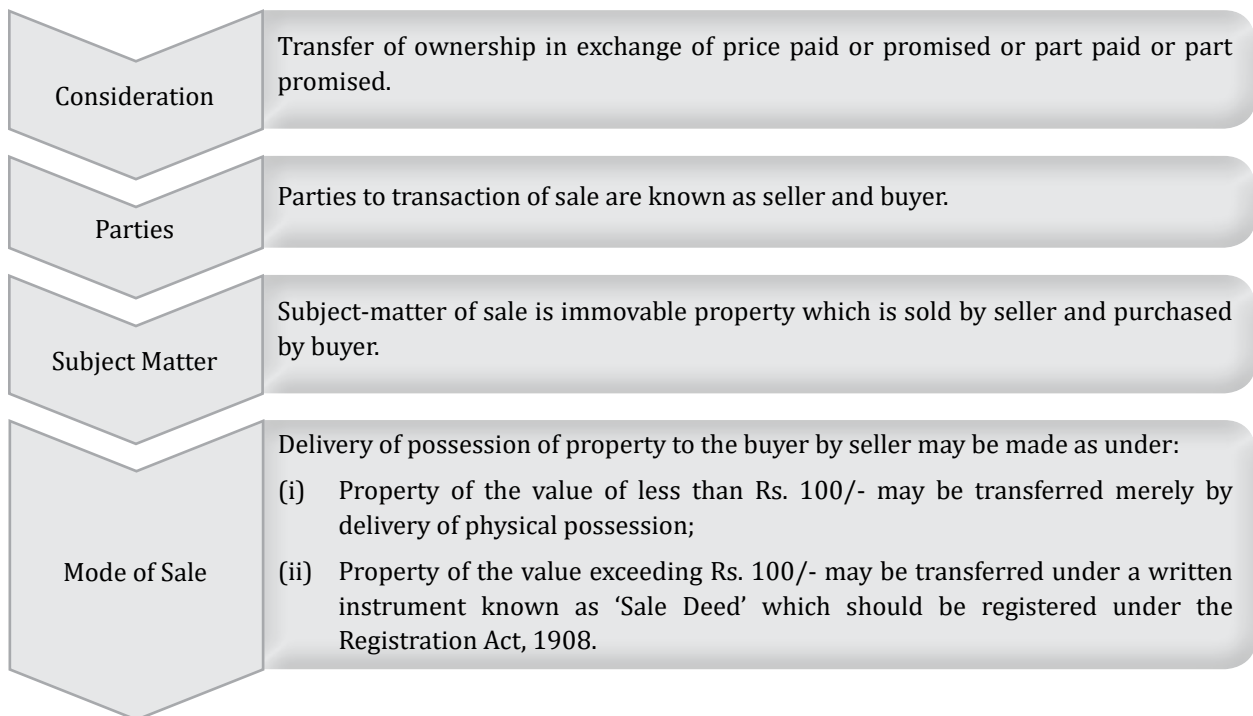 Consideration
Transfer of ownership in exchange of price paid or promised or part paid or part
promised.
Parties
Parties to transaction of sale are known as seller and buyer.
Subject Matter
Subject-matter of sale is immovable property which is sold by seller and purchased
by buyer.
Mode of Sale
Delivery of possession of property to the buyer by seller may be made as under:
(i) Property of the value of less than Rs. 100/- may be transferred merely by
delivery of physical possession;
(ii) Property of the value exceeding Rs. 100/- may be transferred under a written
instrument known as ‘Sale Deed’ which should be registered under the
Registration Act, 1908.